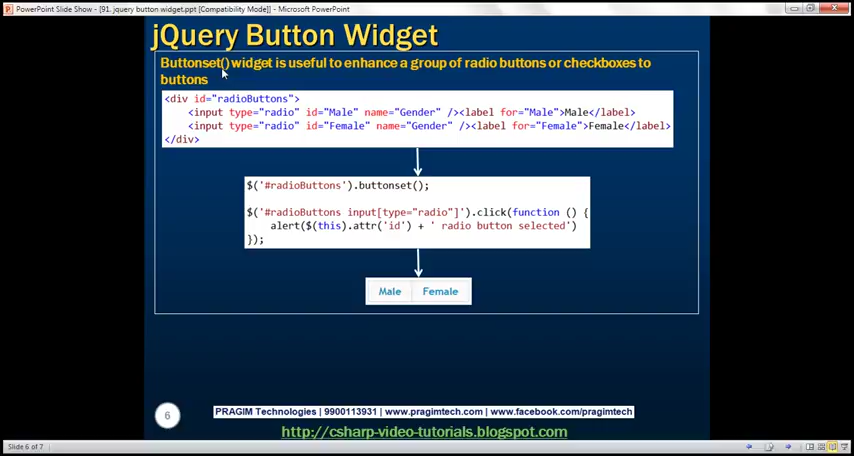 PowerPoint Slide Show - [91. jquery button widget.ppt [Compatibility Mode]] - Microsoft PowerPoint
jQuery Button Widget
Buttonset() widget is useful to enhance a group of radio buttons or checkboxes to
buttons
<div id="radioButtons">
<input type="radio" id="Male" name="Gender" /><label for="Male">Male</label>
<input type="radio" id="Female" name="Gender" /><label for="Female">Female</label>
</div>
$('#radioButtons').buttonset();
$('#radioButtons input[type="radio"]').click(function () {
alert($(this).attr('id') + ' radio button selected')
});
Male Female
6
PRAGIM Technologies | 9900113931 | www.pragimtech.com | www.facebook.com/pragimtech
http://csharp-video-tutorials.blogspot.com
Slide 6 of 7